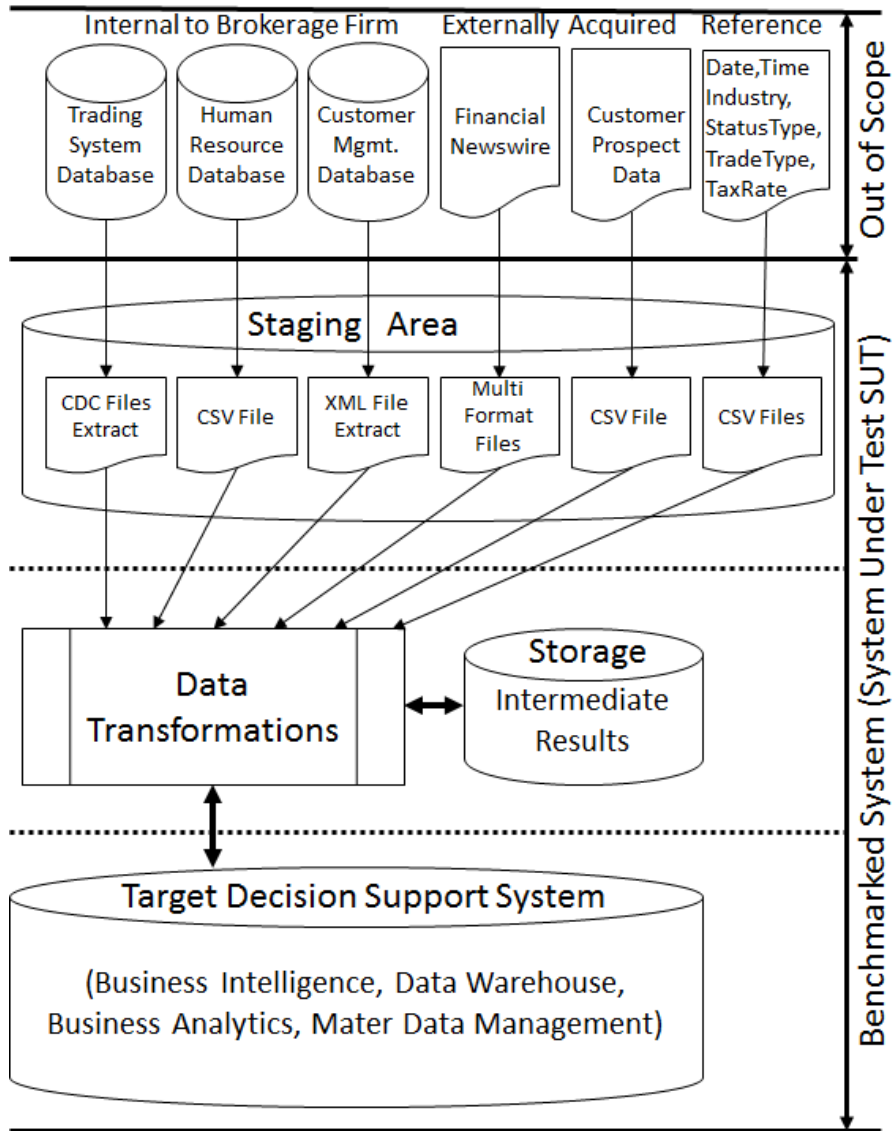 Internal to Brokerage Firm
Externally Acquired
Reference
Trading
System
Database
Human
Resource
Database
Customer
Mgmt.
Database
Financial
Newswire
Customer
Prospect
Data
Date,Time
Industry,
StatusType,
TradeType,
TaxRate
Out of Scope
Staging Area
CDC Files
Extract
CSV File
XML File
Extract
Multi
Format
Files
CSV File
CSV Files
Data
Transformations
Storage
Intermediate
Results
Target Decision Support System
(Business Intelligence, Data Warehouse,
Business Analytics, Mater Data Management)
Benchmarked System (System Under Test SUT)